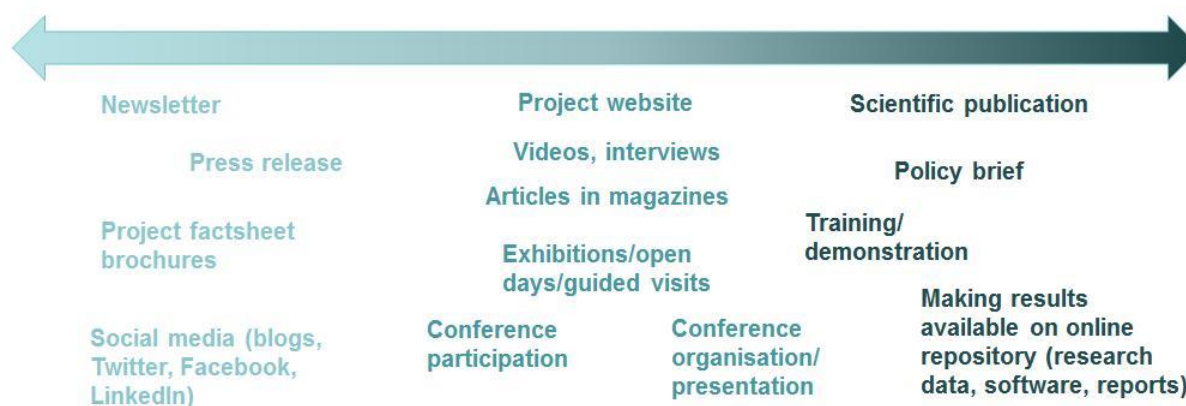 Newsletter
Press release
Project factsheet
brochures
Social media (blogs,
Twitter, Facebook,
LinkedIn)
Project website
Videos, interviews
Articles in magazines
Exhibitions/open
days/guided visits
Conference
participation
Conference
organisation/
presentation
Scientific publication
Policy brief
Training/
demonstration
Making results
available on online
repository (research
data, software, reports)